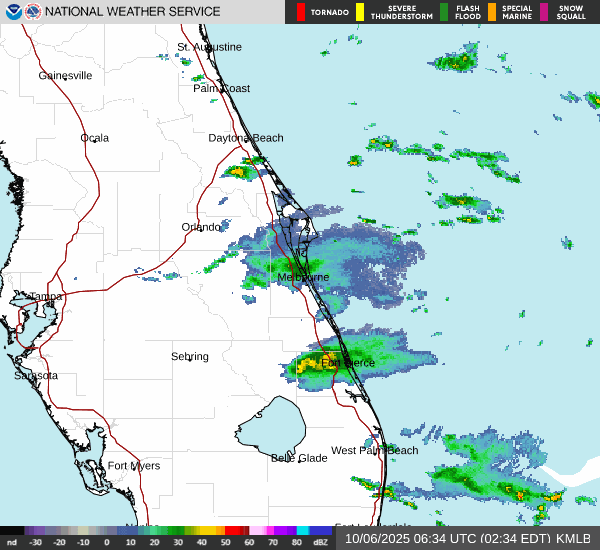 NATIONAL WEATHER SERVICE
TORNADO
SEVERE THUNDERSTORM
FLASH FLOOD
SPECIAL MARINE
SNOW SQUALL
St. Augustine
Gainesville
Palm Coast
Ocala
Daytona Beach
Orlando
Melbourne
Tampa
Sebring
Fort Pierce
Sarasota
West Palm Beach
Belle Glade
Fort Myers
nd -30 -20 -10 0 10 20 30 40 50 60 70 80 dBZ
10/06/2025 06:34 UTC (02:34 EDT) KMLB